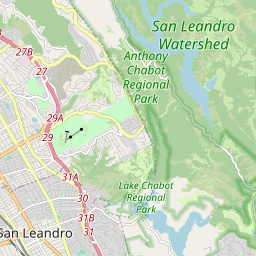 San Leandro
Watershed
27B
Anthony
Chabot
Regional
Park
27
29A
29
31A
Lake Chabot
Regional
Park
30
31B
San Leandro
31